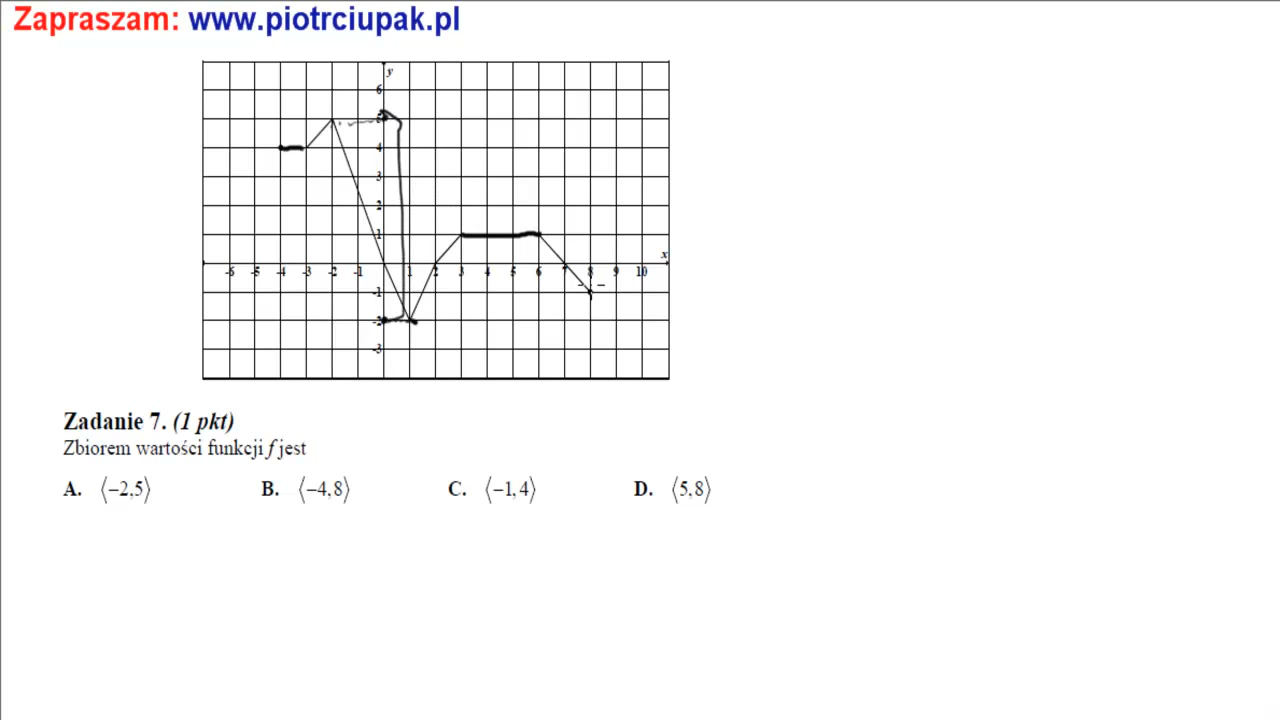 Zapraszam: www.piotrciupak.pl
y
6
5
4
3
2
1
x
-6 -5 -4 -3 -2 -1 1 2 3 4 5 6 7 8 9 10
-1
-2
-3
Zadanie 7. (1 pkt)
Zbiorem wartości funkcji f jest
A. ⟨−2,5⟩ B. ⟨−4,8⟩ C. ⟨−1,4⟩ D. ⟨5,8⟩